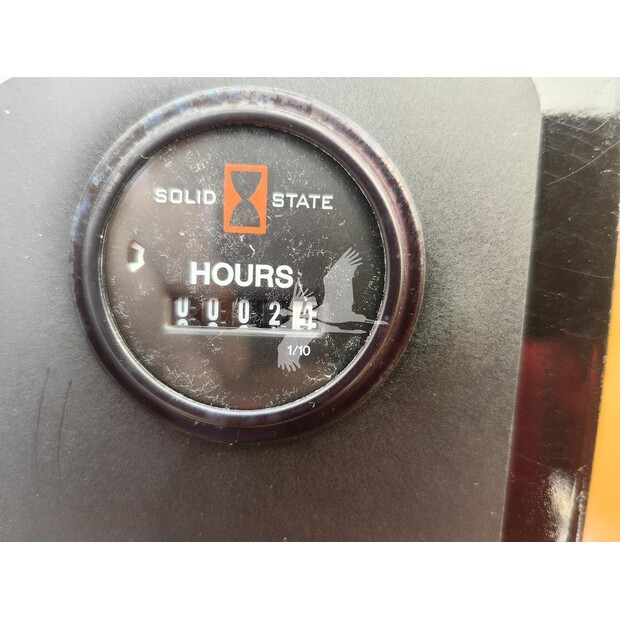 SOLID STATE
HOURS
0002
1/10